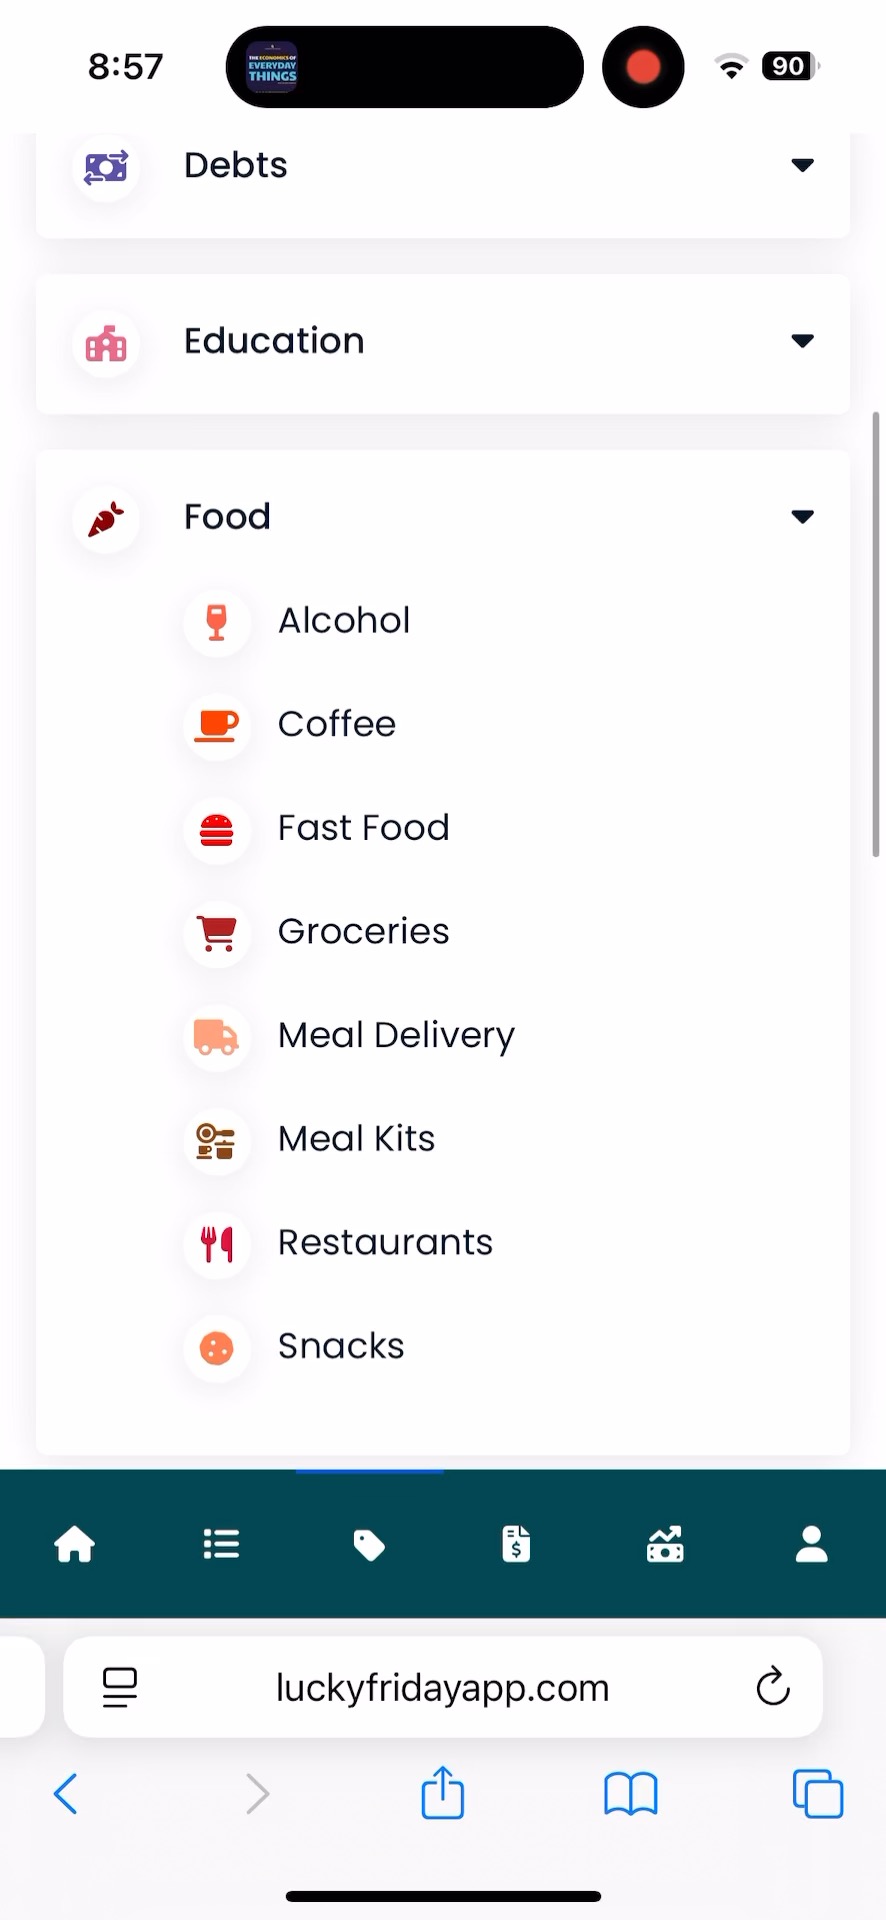 8:57
THE ECONOMICS OF
EVERYDAY
THINGS
90
Debts
Education
Food
Alcohol
Coffee
Fast Food
Groceries
Meal Delivery
Meal Kits
Restaurants
Snacks
luckyfridayapp.com